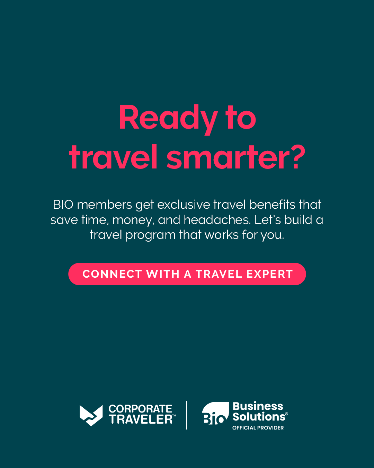 Ready to
travel smarter?
BIO members get exclusive travel benefits that
save time, money, and headaches. Let's build a
travel program that works for you.
CONNECT WITH A TRAVEL EXPERT
CORPORATE
TRAVELER
Bio
Business
Solutions®
OFFICIAL PROVIDER